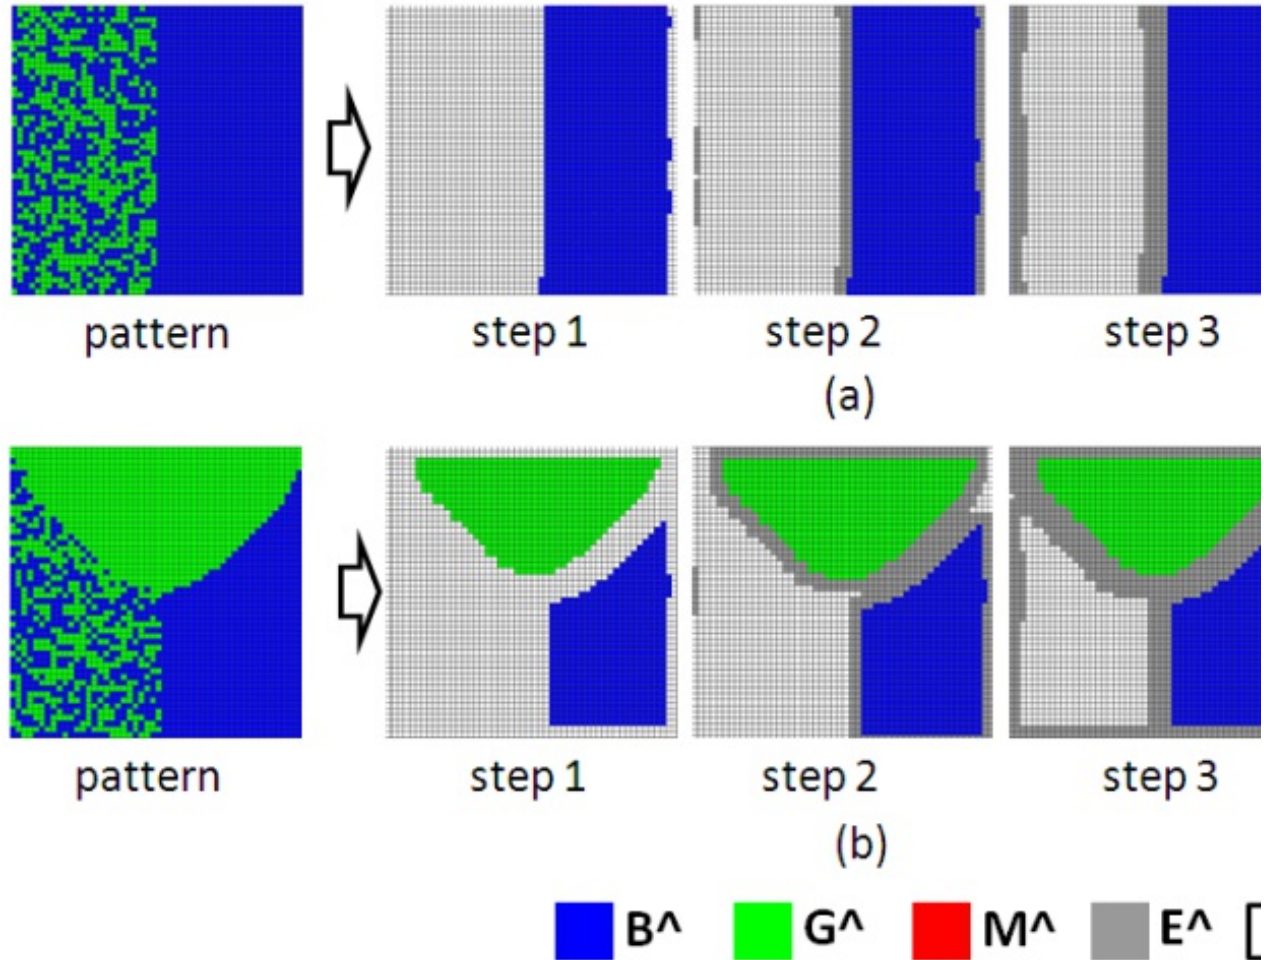 pattern step 1 step 2 step 3
(a)
pattern step 1 step 2 step 3
(b)
B^ G^ M^ E^